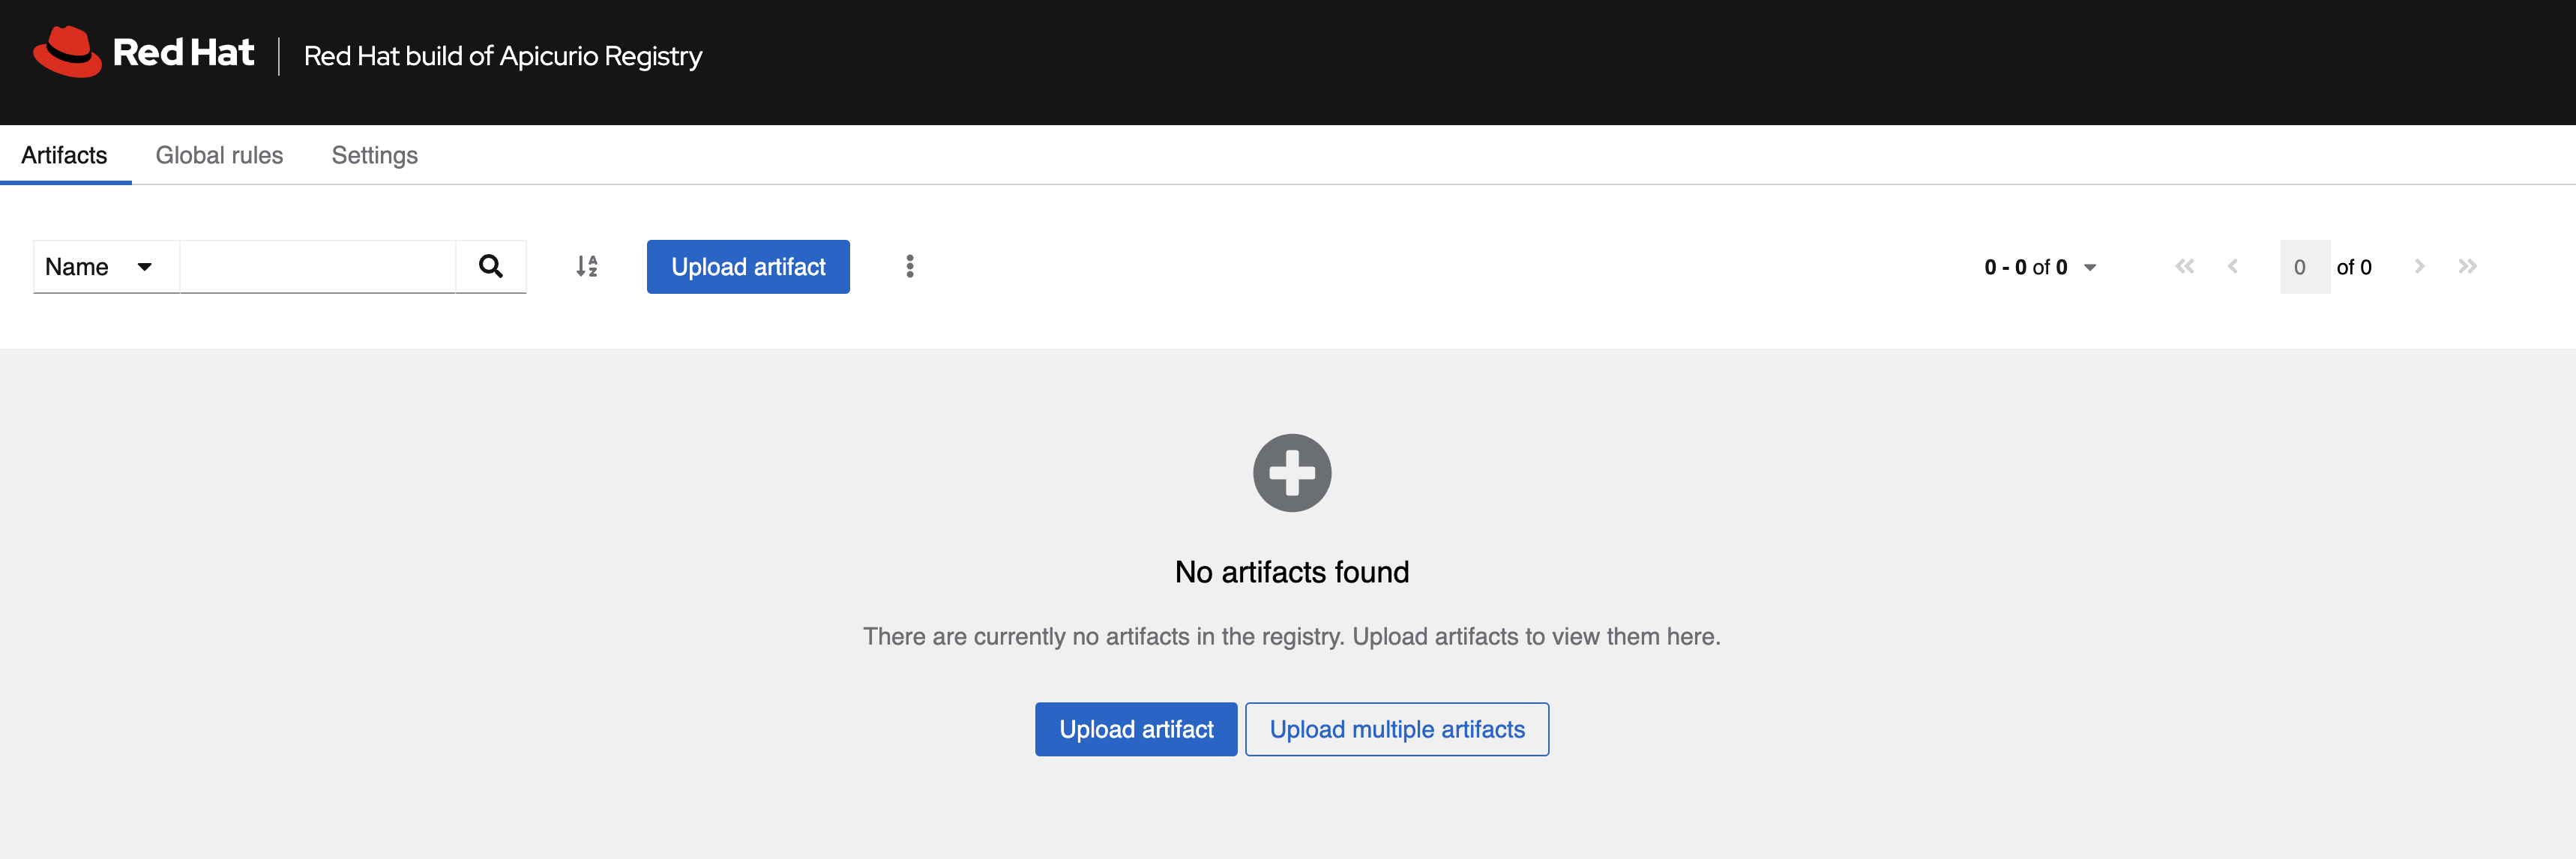 Red Hat | Red Hat build of Apicurio Registry
Artifacts Global rules Settings
Name Upload artifact 0 - 0 of 0 0 of 0
No artifacts found
There are currently no artifacts in the registry. Upload artifacts to view them here.
Upload artifact Upload multiple artifacts